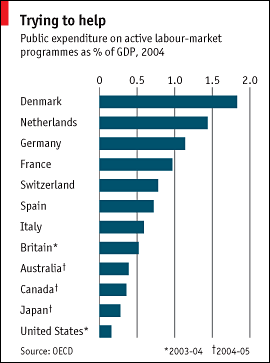 Trying to help
Public expenditure on active labour-market
programmes as % of GDP, 2004
0 0.5 1.0 1.5 2.0
Denmark
Netherlands
Germany
France
Switzerland
Spain
Italy
Britain*
Australia†
Canada†
Japan†
United States*
Source: OECD *2003-04 †2004-05